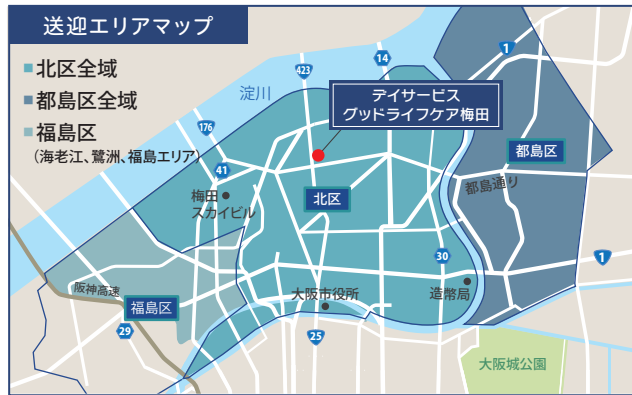 送迎エリアマップ
北区全域
都島区全域
福島区
(海老江、鷺洲、福島エリア)
淀川
423
14
1
176
41
デイサービス
グッドライフケア梅田
都島区
都島通り
梅田
スカイビル
北区
30
1
阪神高速
福島区
大阪市役所
造幣局
29
25
大阪城公園